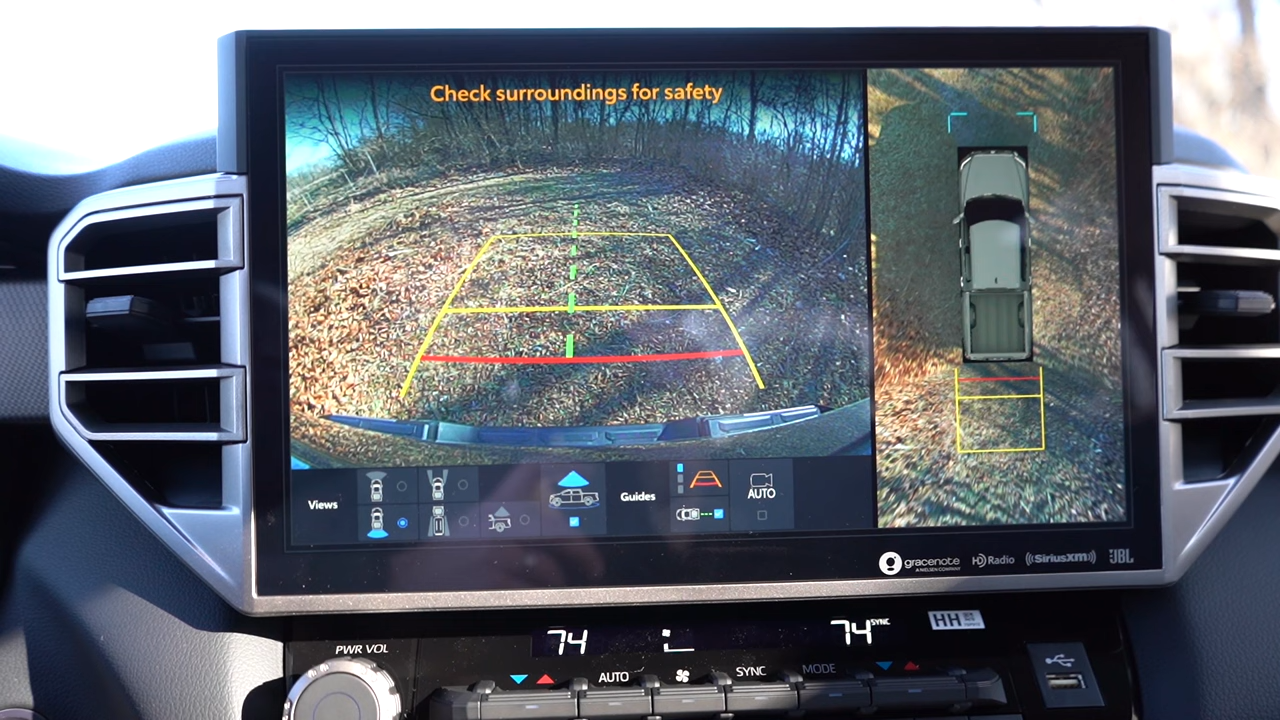 Check surroundings for safety
Views
Guides
AUTO
gracenote
A NIELSEN COMPANY
HD Radio
SiriusXM
JBL
74
74 SYNC
HH
PWR VOL
AUTO
SYNC
MODE